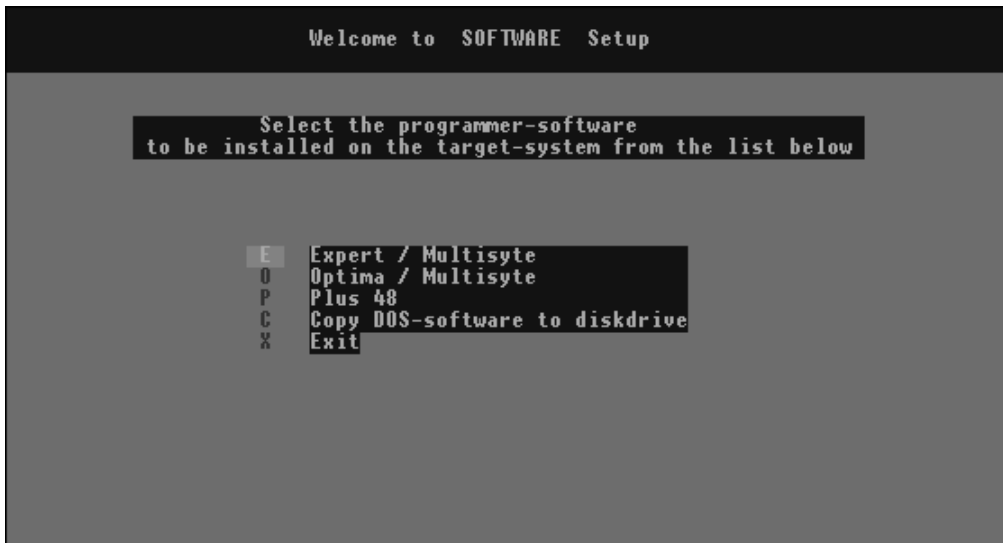 Welcome to SOFTWARE Setup
Select the programmer-software
to be installed on the target-system from the list below
E Expert / Multisyte
O Optima / Multisyte
P Plus 48
C Copy DOS-software to diskdrive
X Exit